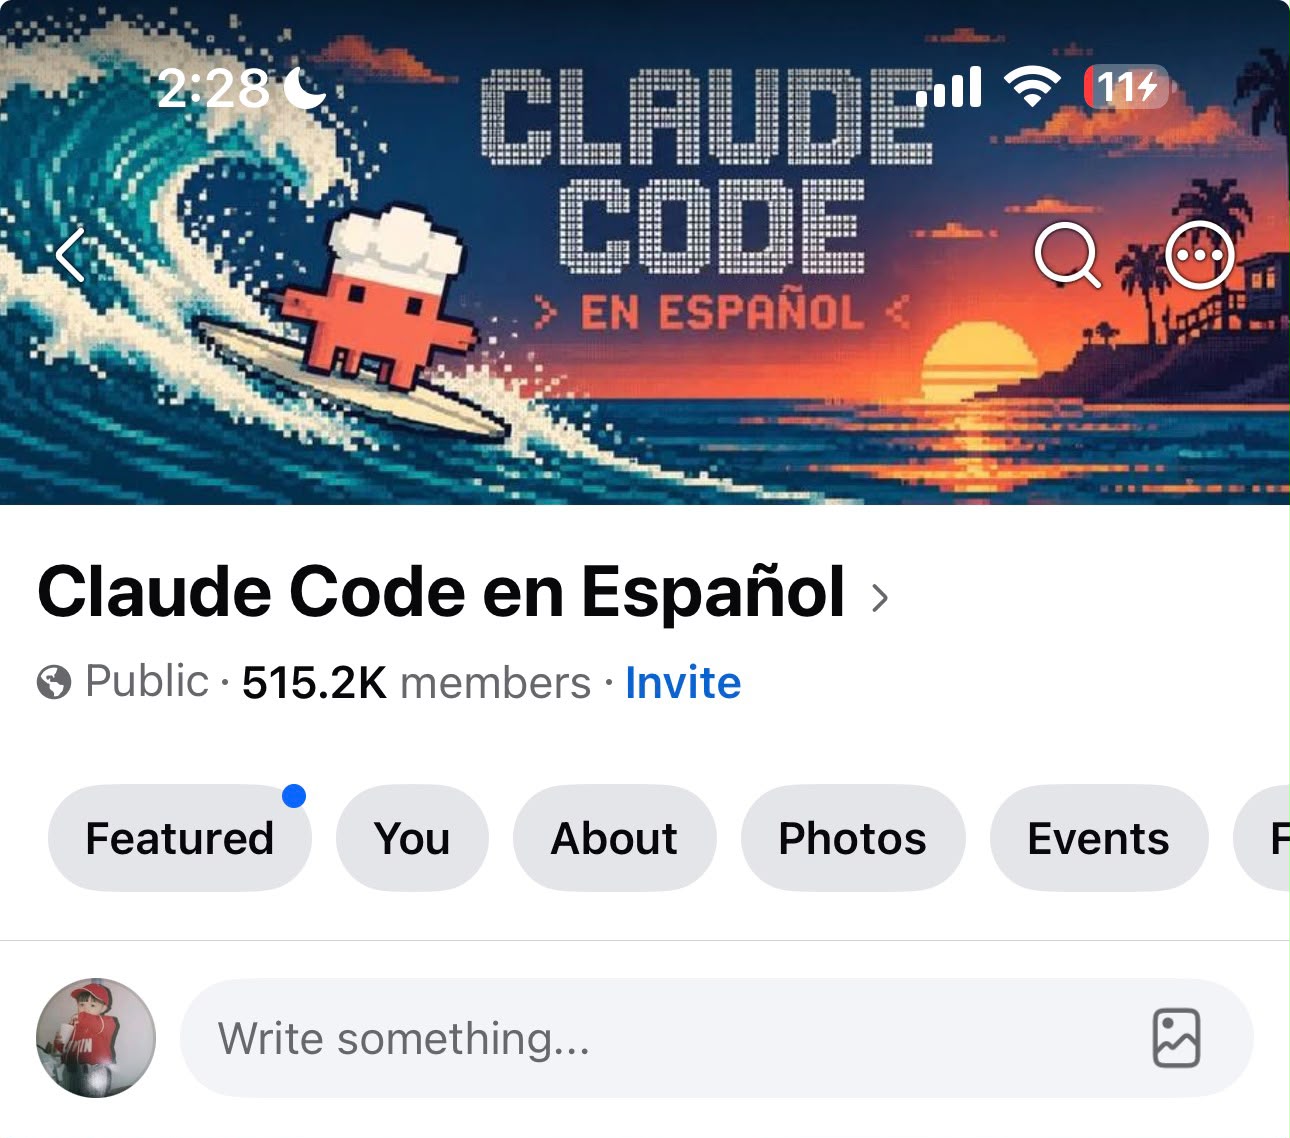 2:28
11
CLAUDE
CODE
> EN ESPAÑOL <
Claude Code en Español ›
Public · 515.2K members · Invite
Featured
You
About
Photos
Events
F
Write something...